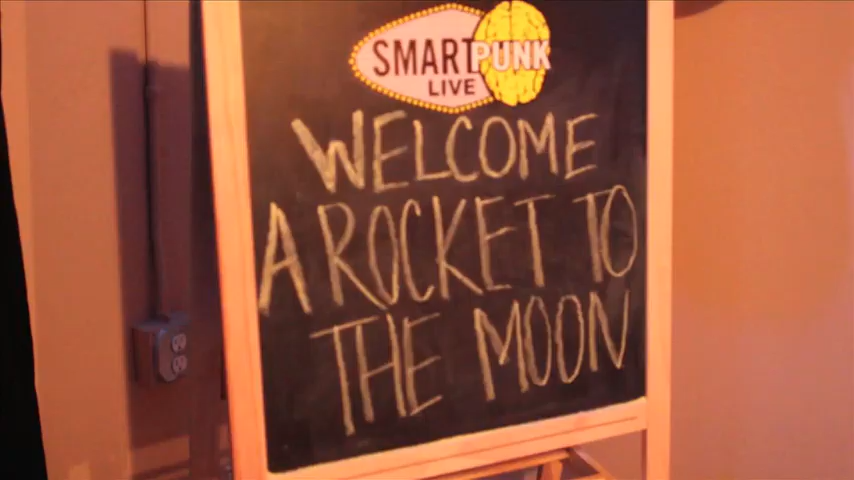 SMARTPUNK
LIVE
WELCOME
A ROCKET TO
THE MOON